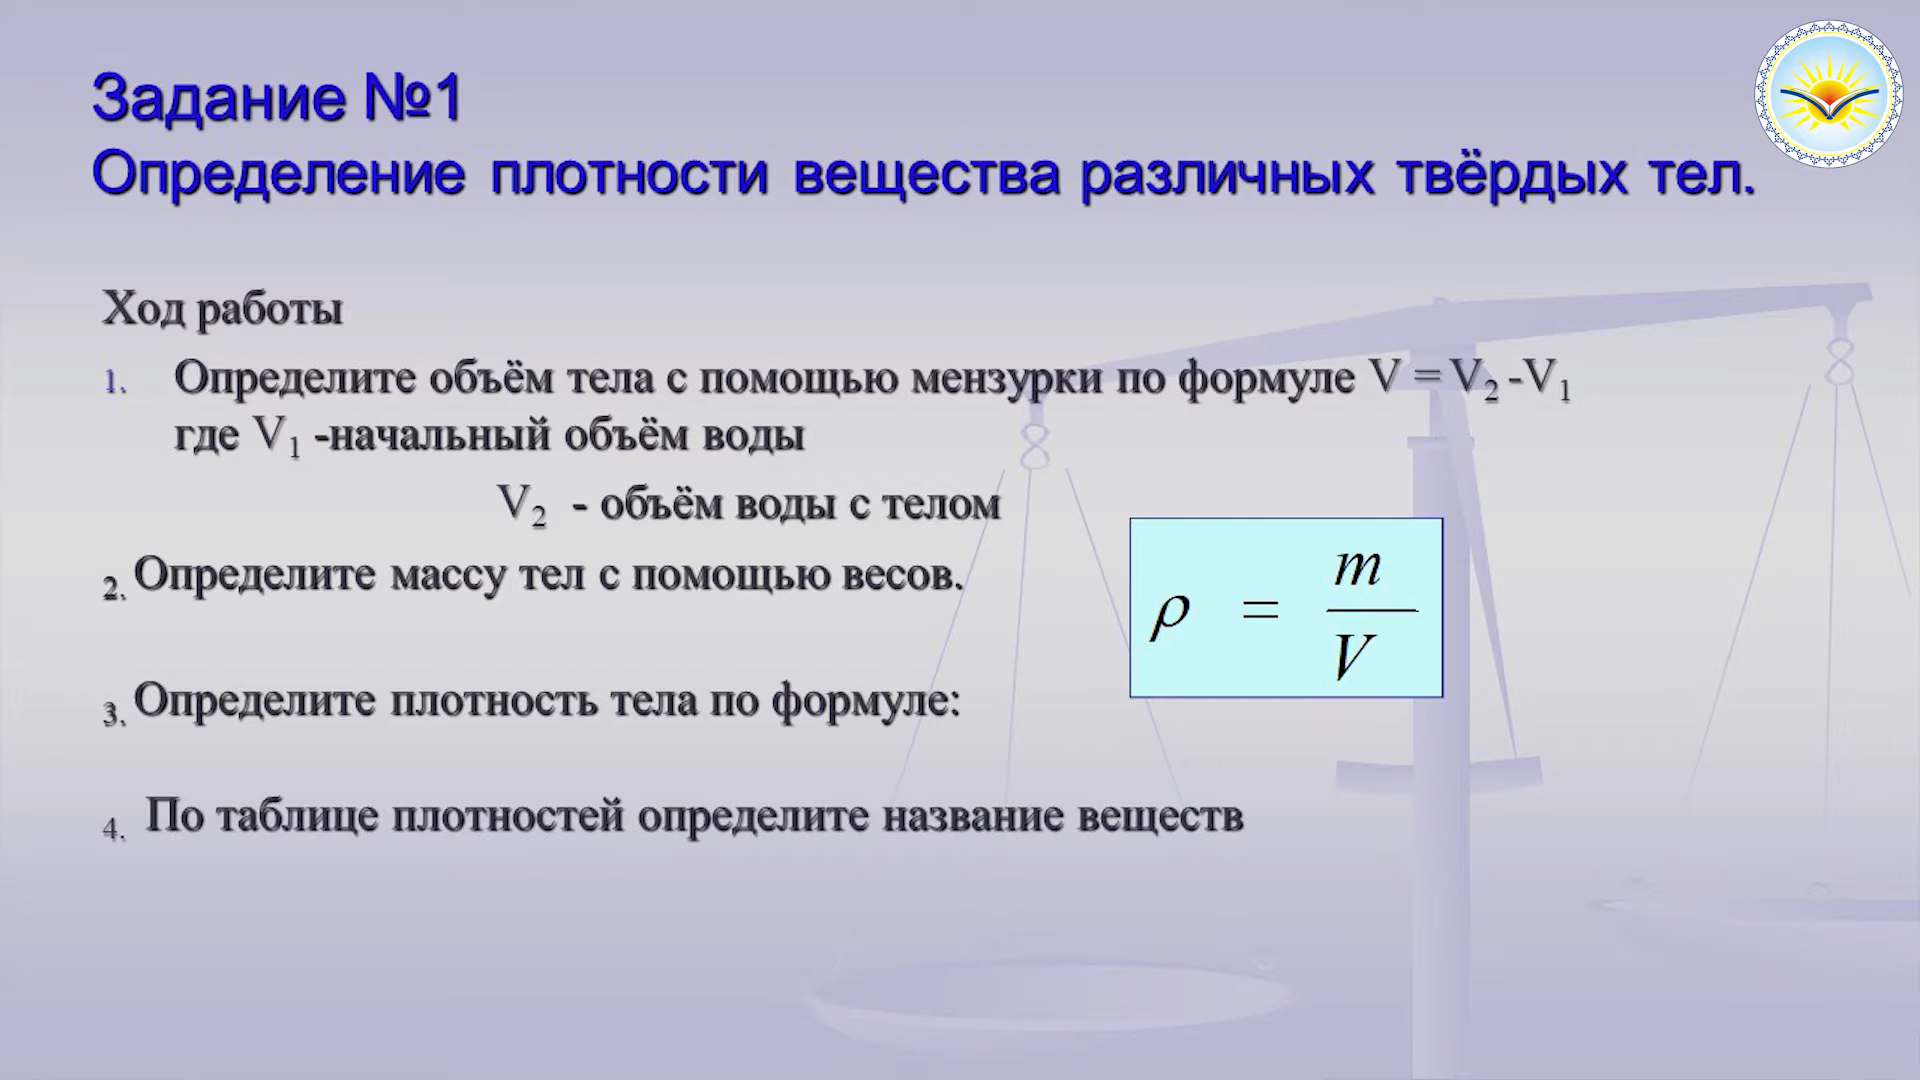 Задание №1
Определение плотности вещества различных твёрдых тел.
Ход работы
1. Определите объём тела с помощью мензурки по формуле V = V₂ -V₁
где V₁ -начальный объём воды
V₂ - объём воды с телом
2. Определите массу тел с помощью весов.
ρ = m/V
3. Определите плотность тела по формуле:
4. По таблице плотностей определите название веществ